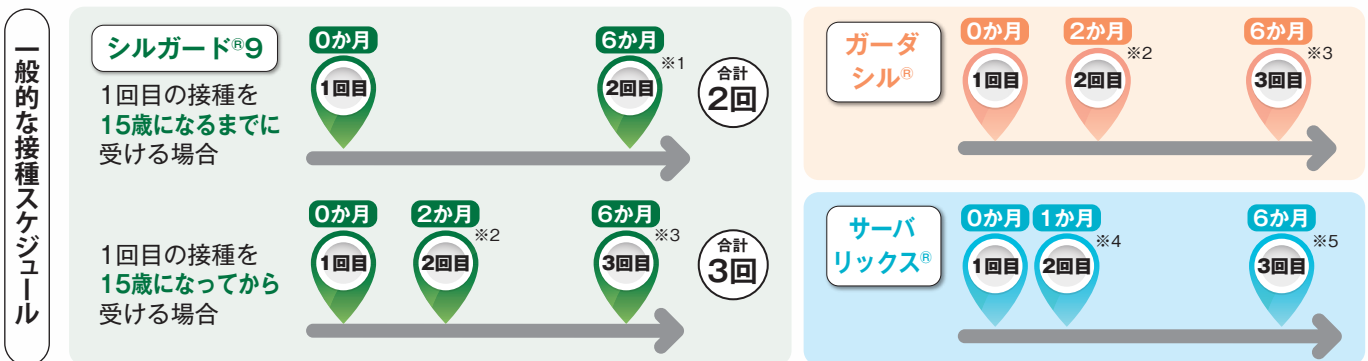 一般的な接種スケジュール
シルガード®9
1回目の接種を
15歳になるまでに
受ける場合
0か月
1回目
6か月
※1
2回目
合計
2回
1回目の接種を
15歳になってから
受ける場合
0か月
1回目
2か月
※2
2回目
6か月
※3
3回目
合計
3回
ガーダ
シル®
0か月
1回目
2か月
※2
2回目
6か月
※3
3回目
サーバ
リックス®
0か月
1回目
1か月
※4
2回目
6か月
※5
3回目